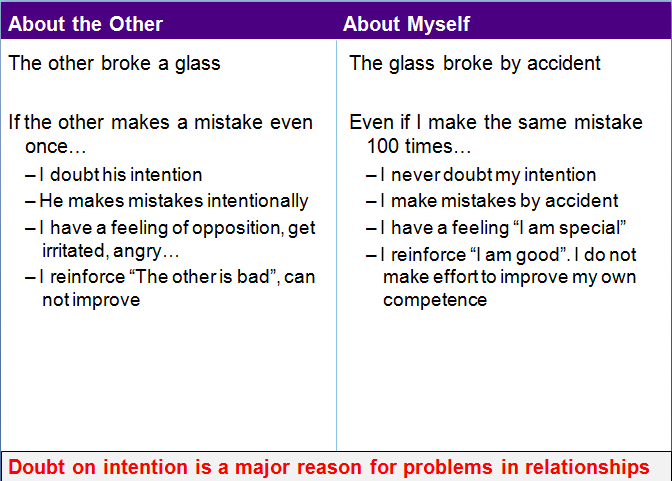 About the Other
About Myself
The other broke a glass
If the other makes a mistake even
once…
– I doubt his intention
– He makes mistakes intentionally
– I have a feeling of opposition, get
irritated, angry…
– I reinforce “The other is bad”, can
not improve
The glass broke by accident
Even if I make the same mistake
100 times…
– I never doubt my intention
– I make mistakes by accident
– I have a feeling “I am special”
– I reinforce “I am good”. I do not
make effort to improve my own
competence
Doubt on intention is a major reason for problems in relationships